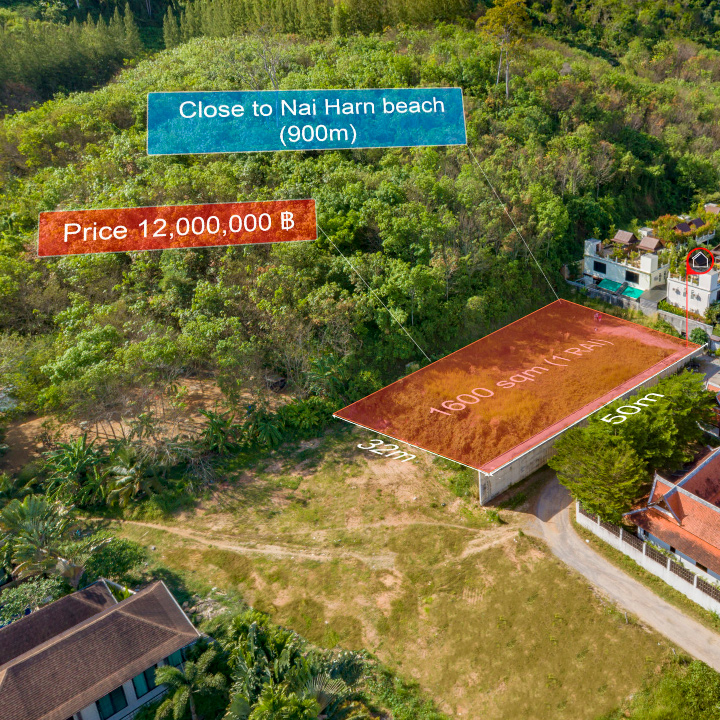 Close to Nai Harn beach
(900m)
Price 12,000,000 ฿
1600 sqm (1 RAI)
50m
32m